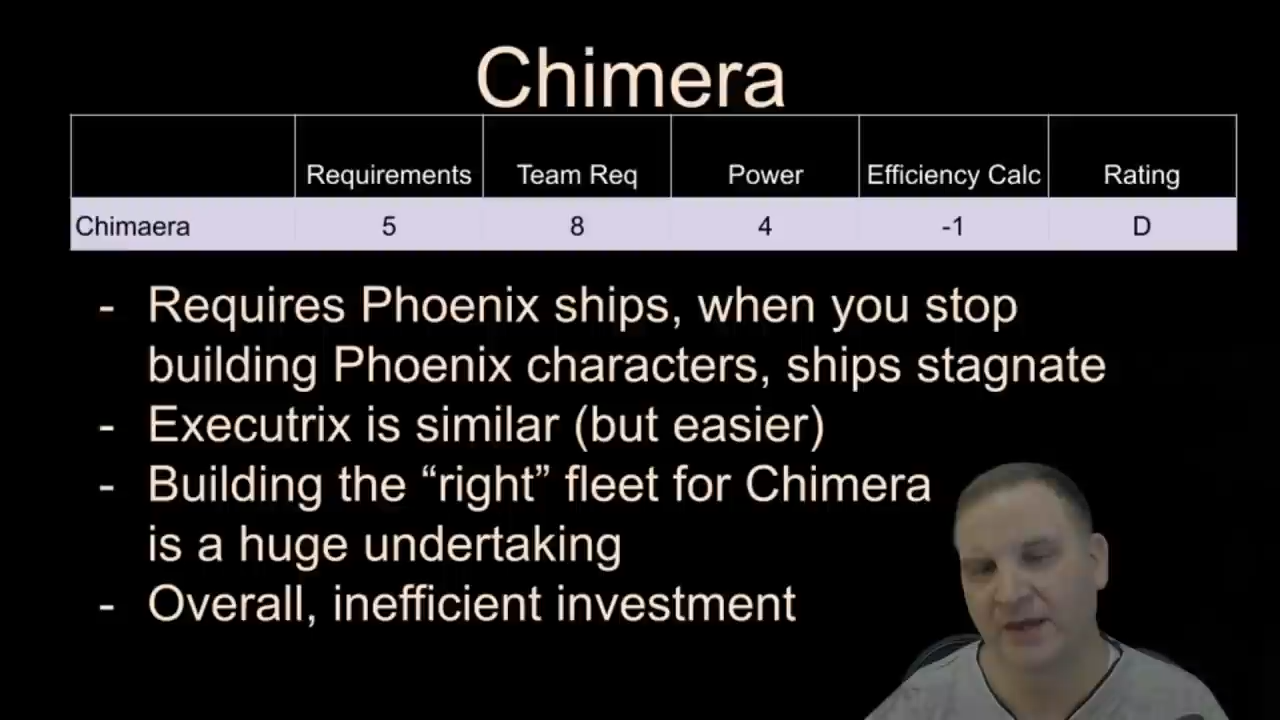 Chimera
Requirements Team Req Power Efficiency Calc Rating
Chimaera 5 8 4 -1 D
- Requires Phoenix ships, when you stop
building Phoenix characters, ships stagnate
- Executrix is similar (but easier)
- Building the “right” fleet for Chimera
is a huge undertaking
- Overall, inefficient investment